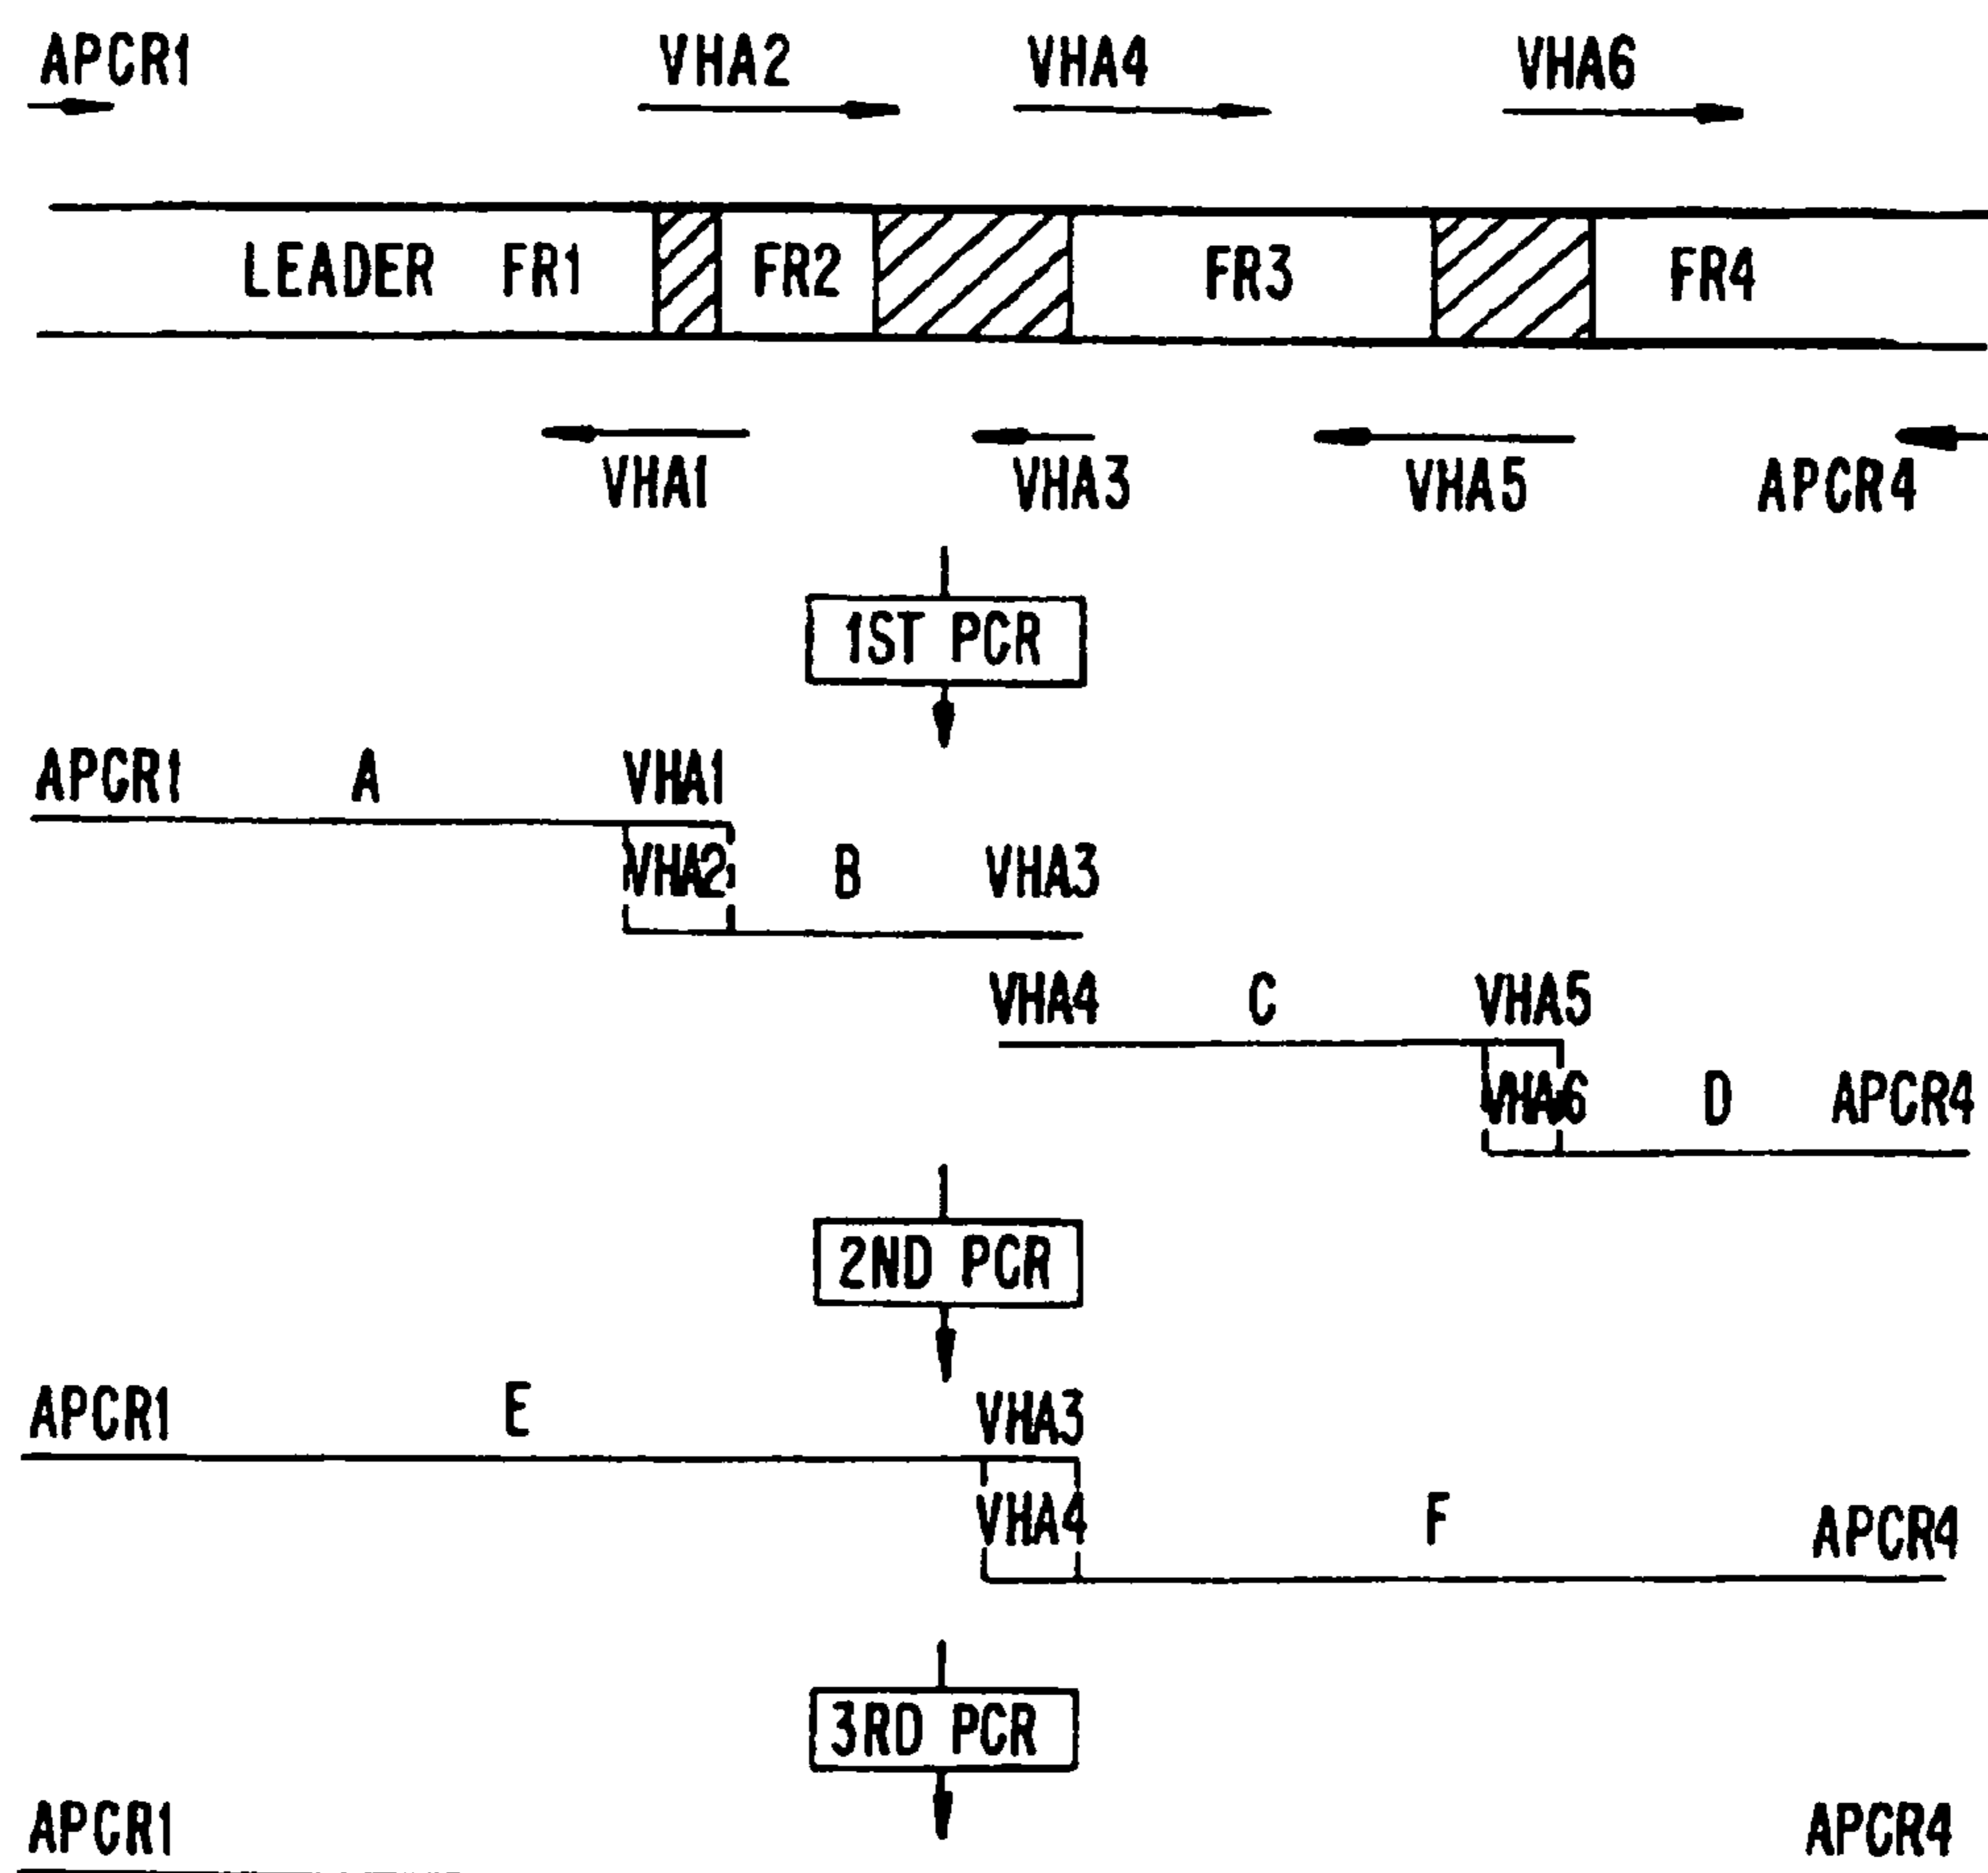 APCR1 VHA2 VHA4 VHA6
LEADER FR1 FR2 FR3 FR4
VHA1 VHA3 VHA5 APCR4
1ST PCR
APCR1 A VHA1
VHA2 B VHA3
VHA4 C VHA5
VHA6 D APCR4
2ND PCR
APCR1 E VHA3
VHA4 F APCR4
3RD PCR
APCR1 APCR4